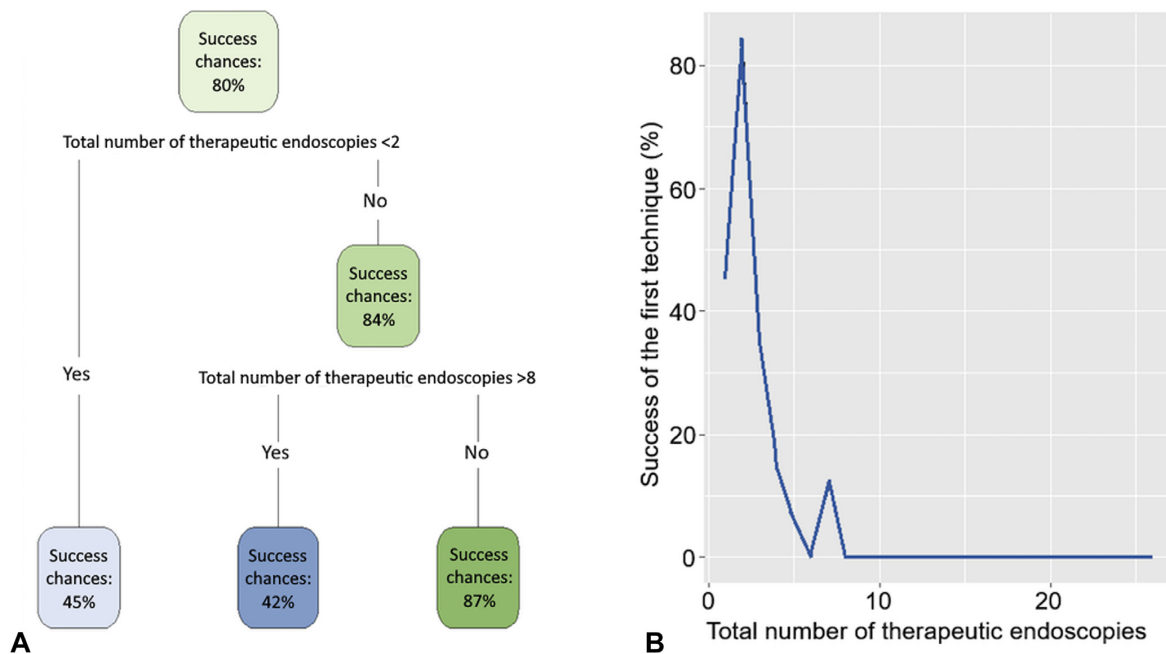 Success
chances:
80%
Total number of therapeutic endoscopies <2
No
Success
chances:
84%
Yes
Total number of therapeutic endoscopies >8
Yes
No
Success
chances:
45%
Success
chances:
42%
Success
chances:
87%
A
Success of the first technique (%)
80
60
40
20
0
0
10
20
Total number of therapeutic endoscopies
B